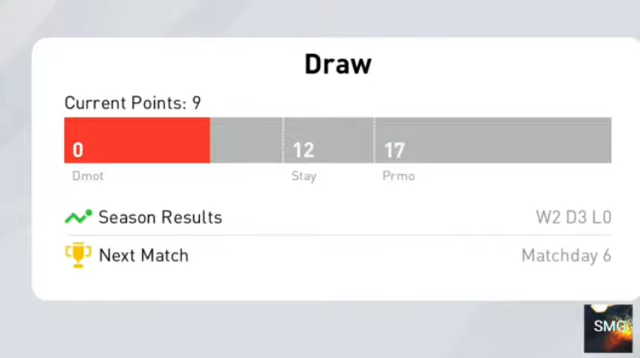 Draw
Current Points: 9
0 12 17
Dmot Stay Prmo
Season Results W2 D3 L0
Next Match Matchday 6
SMG